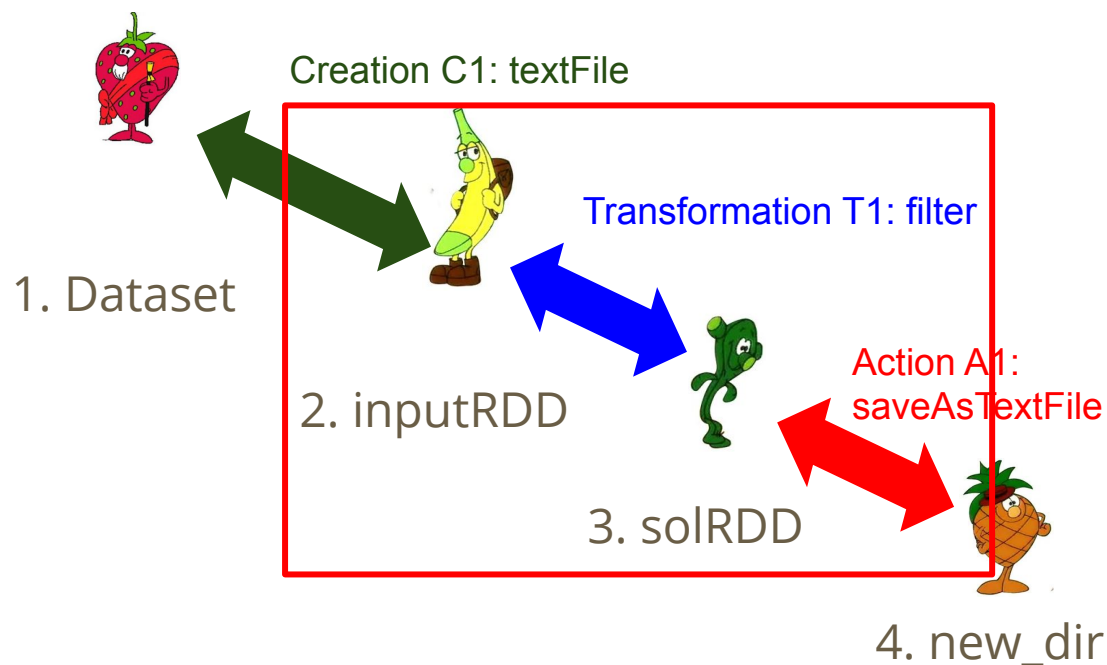 Creation C1: textFile
Transformation T1: filter
1. Dataset
Action A1:
saveAsTextFile
2. inputRDD
3. solRDD
4. new_dir